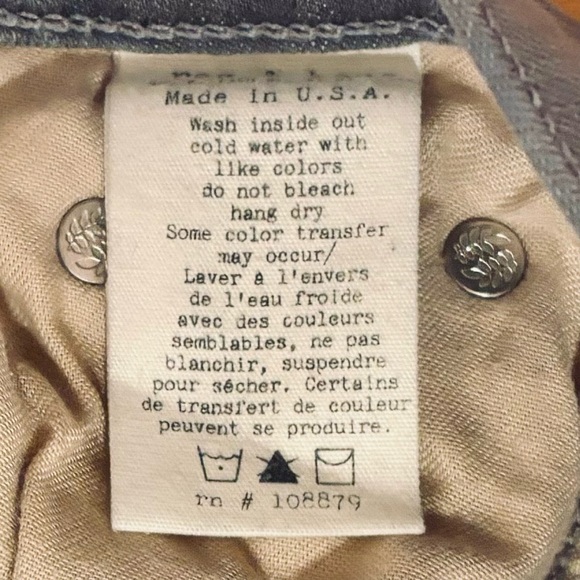 Made in U.S.A.
Wash inside out
cold water with
like colors
do not bleach
hang dry
Some color transfer
may occur/
Laver à l'envers
de l'eau froide
avec des couleurs
semblables, ne pas
blanchir, suspendre
pour sécher. Certains
de transfert de couleur
peuvent se produire.
rn # 108879